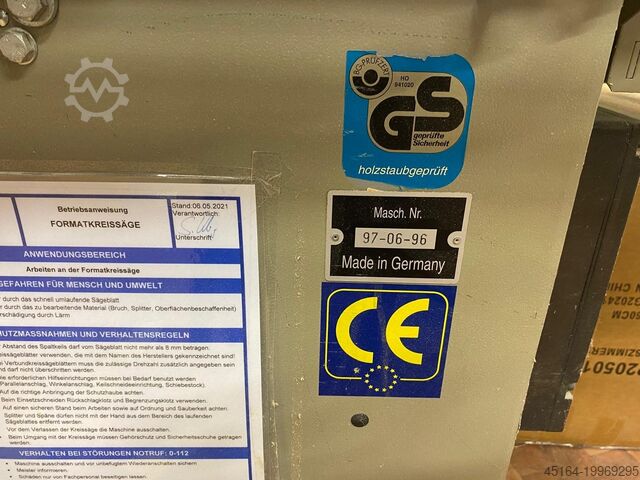 BG-PRÜFZERT
HO
941020
GS
geprüfte
Sicherheit
holzstaubgeprüft
Masch. Nr.
97-06-96
Made in Germany
CE
Betriebsanweisung
FORMATKREISSÄGE
Stand:06.05.2021
Verantwortlich:
Unterschrift
ANWENDUNGSBEREICH
Arbeiten an der Formatkreissäge
GEFAHREN FÜR MENSCH UND UMWELT
durch das schnell umlaufende Sägeblatt
durch das zu bearbeitende Material (Bruch, Splitter, Oberflächenbeschaffenheit)
durch Lärm
UTZMASSNAHMEN UND VERHALTENSREGELN
Abstand des Spaltkeils darf vom Sägeblatt nicht mehr als 8 mm betragen.
verwenden, die mit dem Namen des Herstellers gekennzeichnet sind!
Verbundkreissägeblättern muss die zulässige Drehzahl zusätzlich angegeben sein
und darf nicht überschritten werden.
erforderlichen Hilfseinrichtungen müssen bei Bedarf benutzt werden
Parallelanschlag, Winkelanschlag, Keilschneideeinrichtung, Schiebestock).
Auf die richtige Anbringung der Schutzhaube achten.
Beim Einsetzschneiden Rückschlagklotz und Begrenzungsklotz verwenden.
Auf einen sicheren Stand beim Arbeiten sowie auf Ordnung und Sauberkeit achten.
Splitter und Späne dürfen nicht mit der Hand aus dem Bereich des laufenden
Sägeblattes entfernt werden.
Vor dem Verlassen der Kreissäge die Maschine ausschalten.
Beim Umgang mit der Kreissäge müssen Gehörschutz und Sicherheitsschuhe getragen
werden.
VERHALTEN BEI STÖRUNGEN NOTRUF: 0-112
Maschine ausschalten und vor unbefugtem Wiedereinschalten sichern
Meister informieren.
Schäden nur von Fachpersonal beseitigen lassen.
45164-19969295